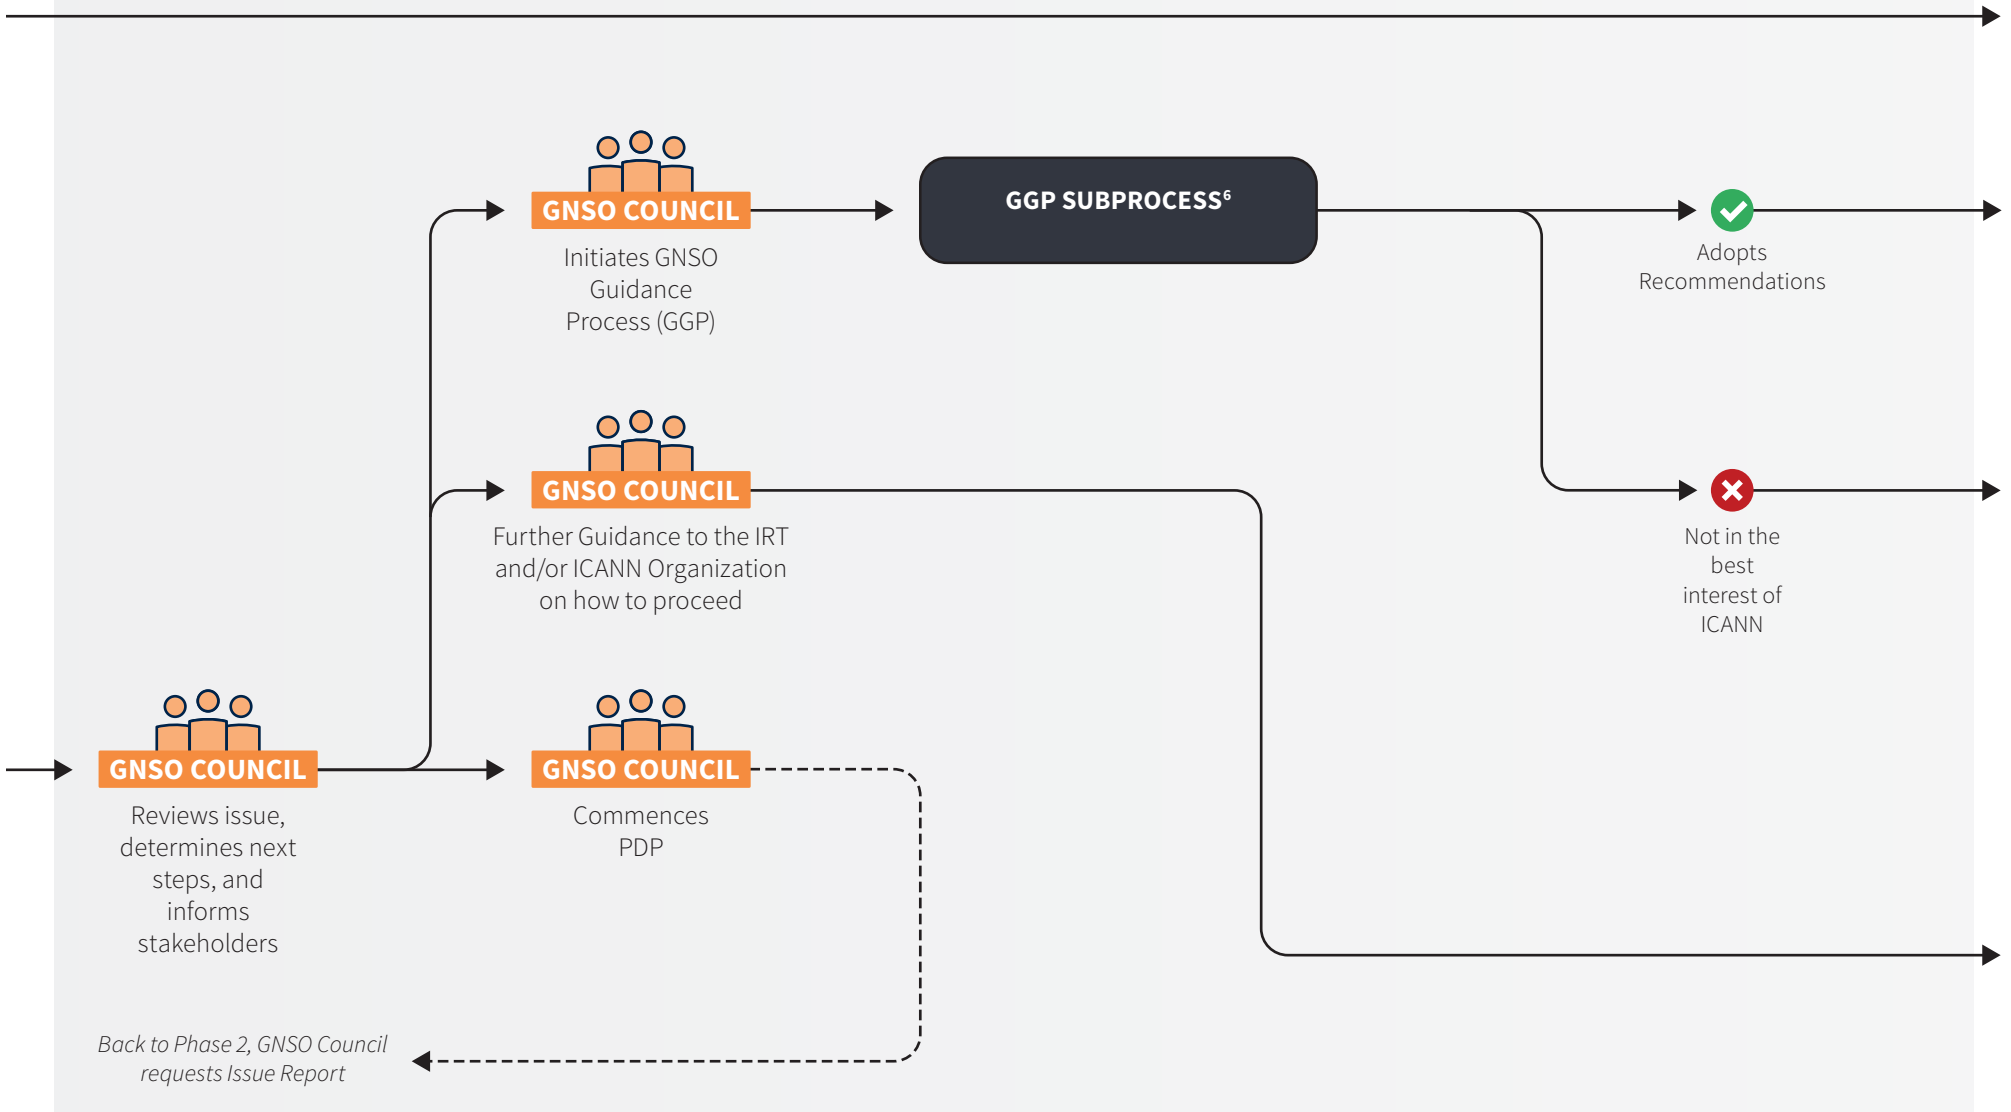 GNSO COUNCIL
Initiates GNSO
Guidance
Process (GGP)
GGP SUBPROCESS⁶
Adopts
Recommendations
GNSO COUNCIL
Further Guidance to the IRT
and/or ICANN Organization
on how to proceed
Not in the
best
interest of
ICANN
GNSO COUNCIL
Reviews issue,
determines next
steps, and
informs
stakeholders
GNSO COUNCIL
Commences
PDP
Back to Phase 2, GNSO Council
requests Issue Report